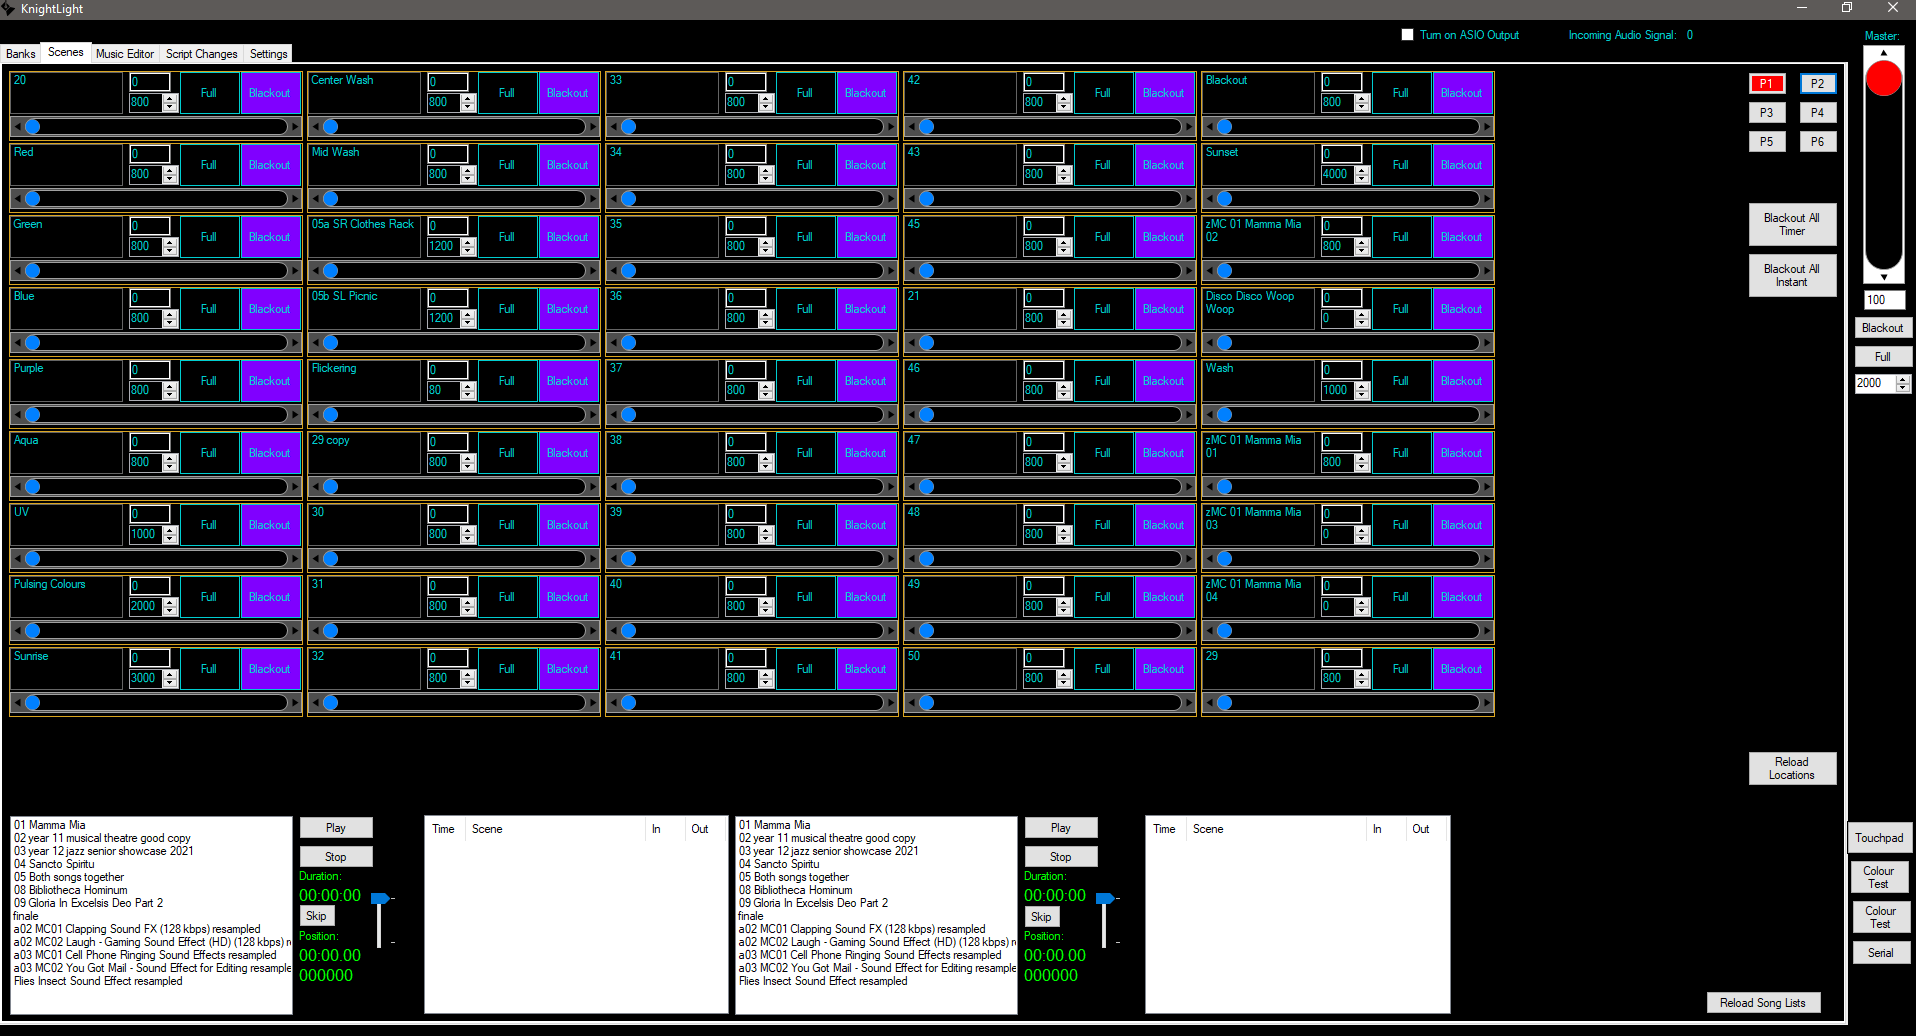 KnightLight
Turn on ASIO Output Incoming Audio Signal: 0 Master:
Banks Scenes Music Editor Script Changes Settings
20 0 800 Full Blackout
Center Wash 0 800 Full Blackout
33 0 800 Full Blackout
42 0 800 Full Blackout
Blackout 0 800 Full Blackout
Red 0 800 Full Blackout
Mid Wash 0 800 Full Blackout
34 0 800 Full Blackout
43 0 800 Full Blackout
Sunset 0 4000 Full Blackout
Green 0 800 Full Blackout
05a SR Clothes Rack 0 1200 Full Blackout
35 0 800 Full Blackout
45 0 800 Full Blackout
zMC 01 Mamma Mia 02 0 800 Full Blackout
Blue 0 800 Full Blackout
05b SL Picnic 0 1200 Full Blackout
36 0 800 Full Blackout
21 0 800 Full Blackout
Disco Disco Woop Woop 0 0 Full Blackout
Purple 0 800 Full Blackout
Flickering 0 80 Full Blackout
37 0 800 Full Blackout
46 0 800 Full Blackout
Wash 0 1000 Full Blackout
Aqua 0 800 Full Blackout
29 copy 0 800 Full Blackout
38 0 800 Full Blackout
47 0 800 Full Blackout
zMC 01 Mamma Mia 01 0 800 Full Blackout
UV 0 1000 Full Blackout
30 0 800 Full Blackout
39 0 800 Full Blackout
48 0 800 Full Blackout
zMC 01 Mamma Mia 03 0 0 Full Blackout
Pulsing Colours 0 2000 Full Blackout
31 0 800 Full Blackout
40 0 800 Full Blackout
49 0 800 Full Blackout
zMC 01 Mamma Mia 04 0 0 Full Blackout
Sunrise 0 3000 Full Blackout
32 0 800 Full Blackout
41 0 800 Full Blackout
50 0 800 Full Blackout
29 0 800 Full Blackout
P1 P2
P3 P4
P5 P6
Blackout All
Timer
Blackout All
Instant
100
Blackout
Full
2000
Reload
Locations
01 Mamma Mia
02 year 11 musical theatre good copy
03 year 12 jazz senior showcase 2021
04 Sancto Spiritu
05 Both songs together
08 Bibliotheca Hominum
09 Gloria In Excelsis Deo Part 2
finale
a02 MC01 Clapping Sound FX (128 kbps) resampled
a02 MC02 Laugh - Gaming Sound Effect (HD) (128 kbps) r
a03 MC01 Cell Phone Ringing Sound Effects resampled
a03 MC02 You Got Mail - Sound Effect for Editing resample
Flies Insect Sound Effect resampled
Play
Stop
Duration:
00:00:00
Skip
Position:
00:00.00
000000
Time Scene In Out
01 Mamma Mia
02 year 11 musical theatre good copy
03 year 12 jazz senior showcase 2021
04 Sancto Spiritu
05 Both songs together
08 Bibliotheca Hominum
09 Gloria In Excelsis Deo Part 2
finale
a02 MC01 Clapping Sound FX (128 kbps) resampled
a02 MC02 Laugh - Gaming Sound Effect (HD) (128 kbps) r
a03 MC01 Cell Phone Ringing Sound Effects resampled
a03 MC02 You Got Mail - Sound Effect for Editing resample
Flies Insect Sound Effect resampled
Play
Stop
Duration:
00:00:00
Skip
Position:
00:00.00
000000
Time Scene In Out
Touchpad
Colour
Test
Colour
Test
Serial
Reload Song Lists